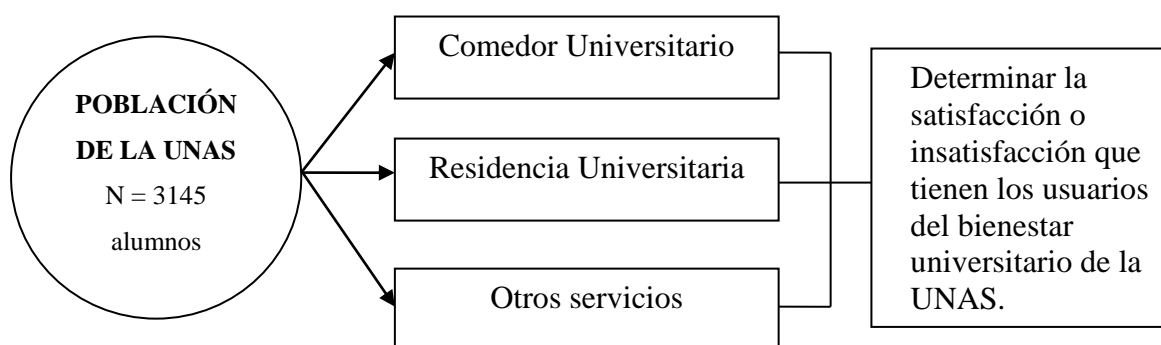 POBLACIÓN
DE LA UNAS
N = 3145
alumnos
Comedor Universitario
Residencia Universitaria
Otros servicios
Determinar la
satisfacción o
insatisfacción que
tienen los usuarios
del bienestar
universitario de la
UNAS.